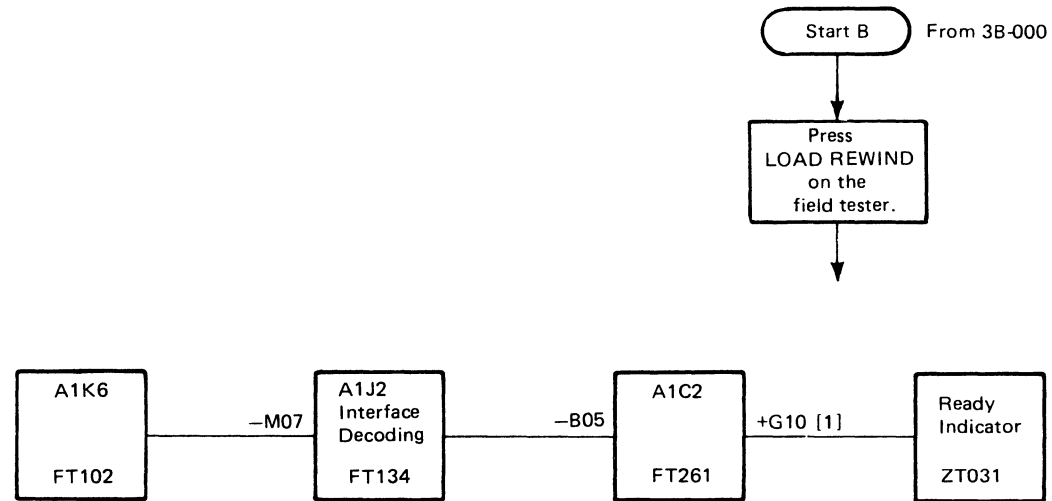 Start B
From 3B-000
Press
LOAD REWIND
on the
field tester.
A1K6
FT102
—M07
A1J2
Interface
Decoding
FT134
—B05
A1C2
FT261
+G10 [1]
Ready
Indicator
ZT031